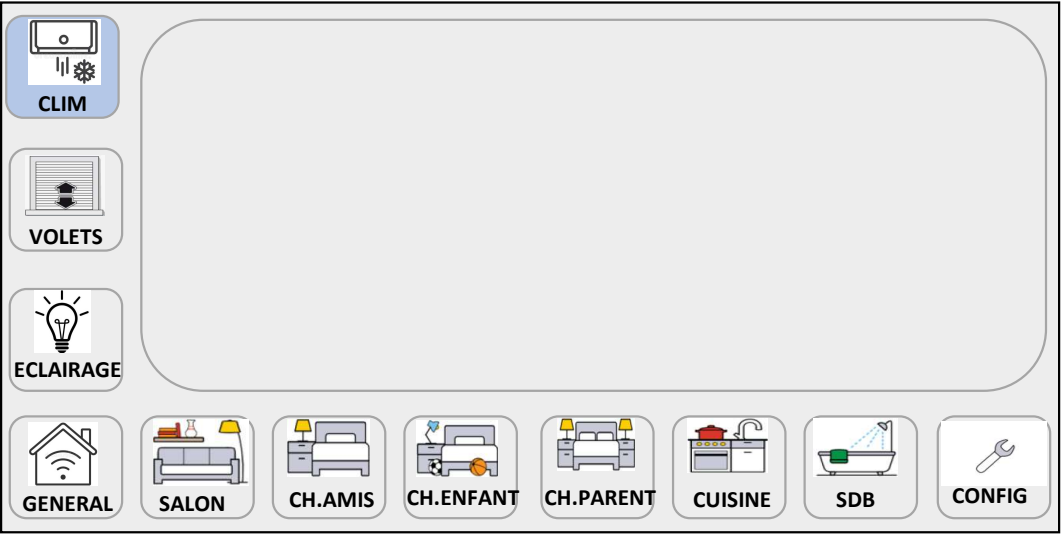 CLIM
VOLETS
ECLAIRAGE
GENERAL
SALON
CH.AMIS
CH.ENFANT
CH.PARENT
CUISINE
SDB
CONFIG